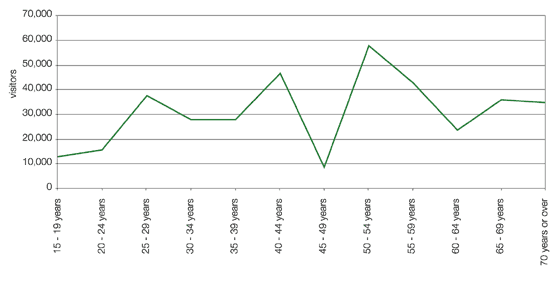 70,000
60,000
50,000
40,000
30,000
20,000
10,000
0
visitors
15 - 19 years
20 - 24 years
25 - 29 years
30 - 34 years
35 - 39 years
40 - 44 years
45 - 49 years
50 - 54 years
55 - 59 years
60 - 64 years
65 - 69 years
70 years or over